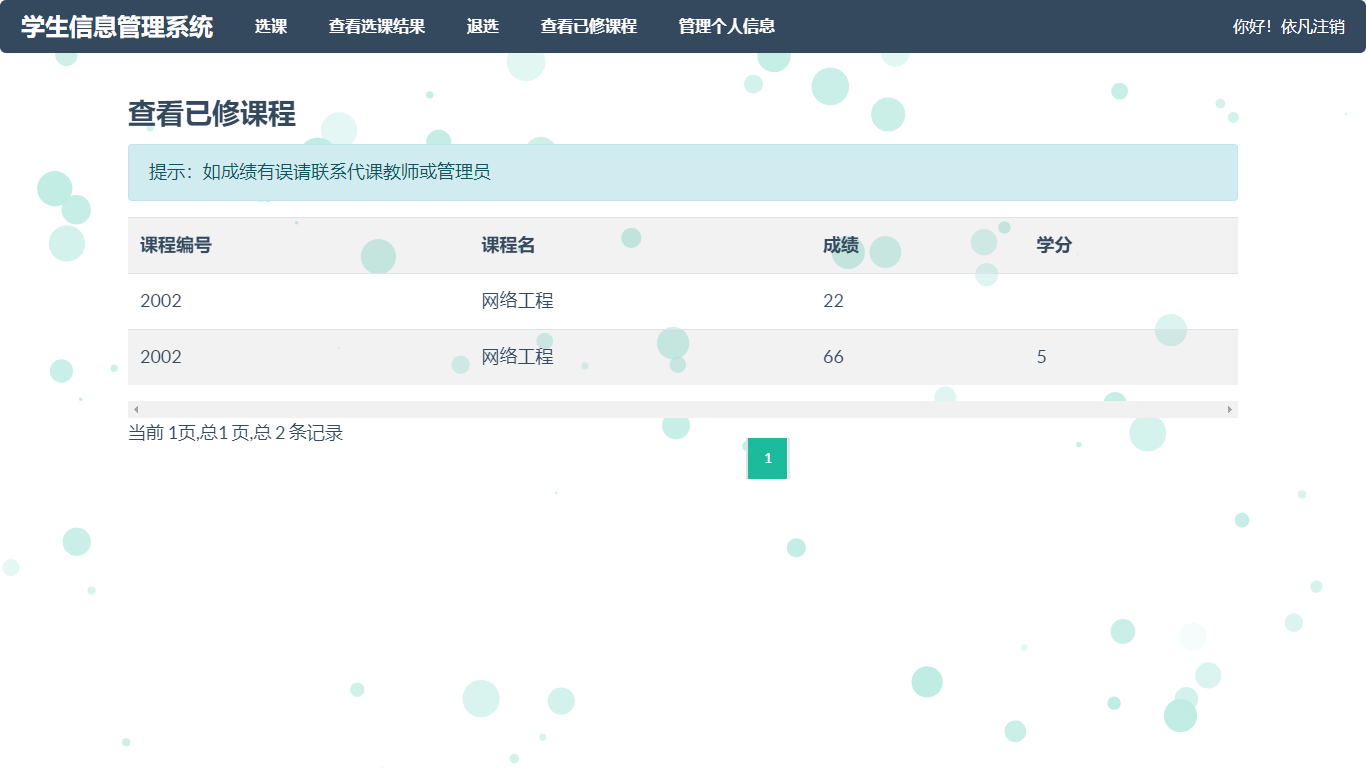 学生信息管理系统 选课 查看选课结果 退选 查看已修课程 管理个人信息 你好！依凡注销
查看已修课程
提示：如成绩有误请联系代课教师或管理员
课程编号 课程名 成绩 学分
2002 网络工程 22
2002 网络工程 66 5
当前 1页,总1 页,总 2 条记录
1